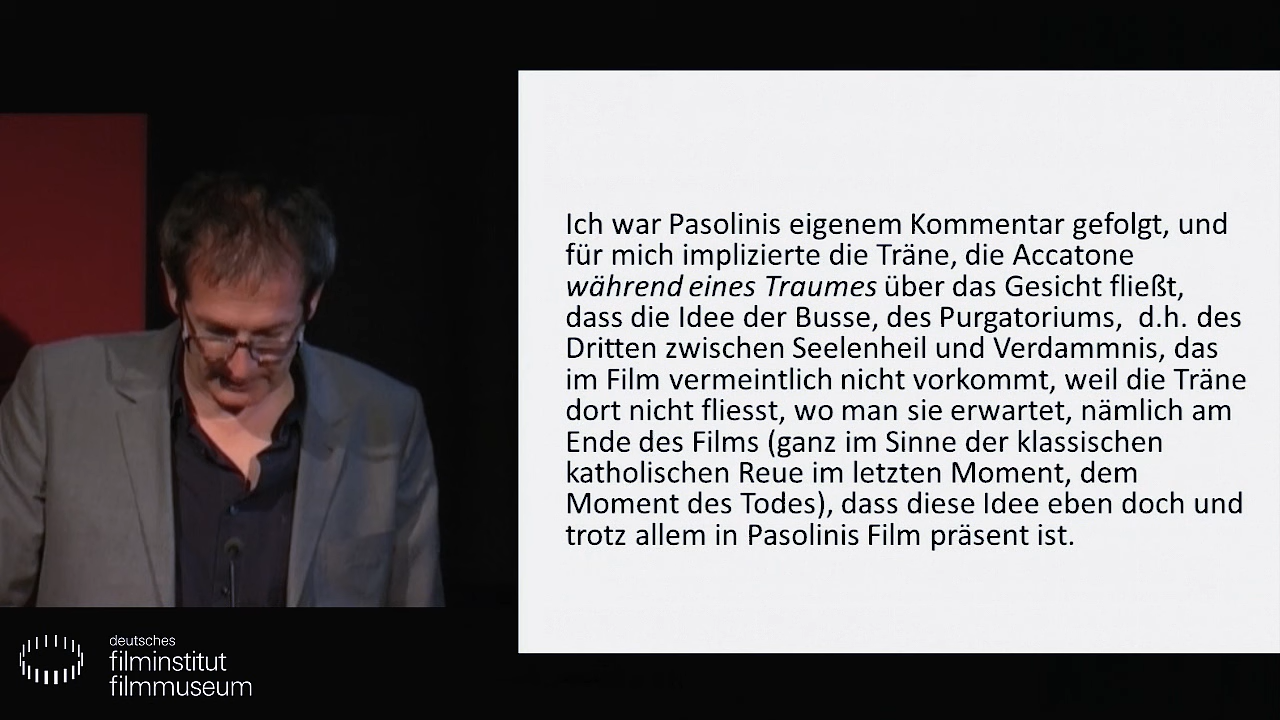 Ich war Pasolinis eigenem Kommentar gefolgt, und
für mich implizierte die Träne, die Accatone
während eines Traumes über das Gesicht fließt,
dass die Idee der Busse, des Purgatoriums,  d.h. des
Dritten zwischen Seelenheil und Verdammnis, das
im Film vermeintlich nicht vorkommt, weil die Träne
dort nicht fliesst, wo man sie erwartet, nämlich am
Ende des Films (ganz im Sinne der klassischen
katholischen Reue im letzten Moment, dem
Moment des Todes), dass diese Idee eben doch und
trotz allem in Pasolinis Film präsent ist.
deutsches
filminstitut
filmmuseum